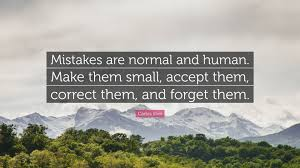 Mistakes are normal and human.
Make them small, accept them,
correct them, and forget them.
Carlos Slim